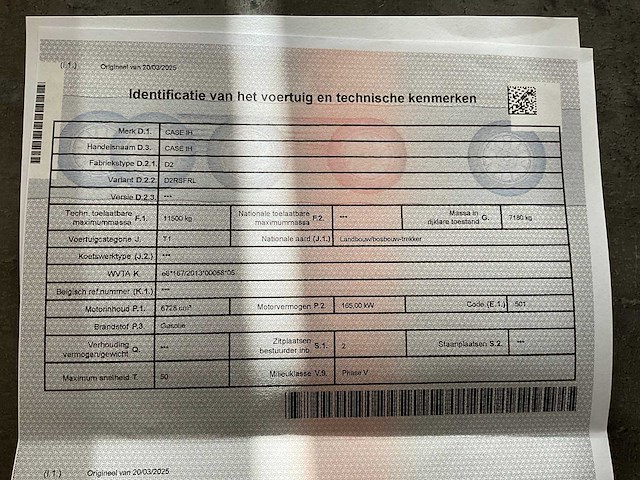 (I.1.) Origineel van 20/03/2025
Identificatie van het voertuig en technische kenmerken
Merk D.1. CASE IH
Handelsnaam D.3. CASE IH
Fabriekstype D.2.1. D2
Variant D.2.2. D2RSFRL
Versie D.2.3. ***
Techn. toelaatbare maximummassa F.1. 11500 kg Nationale toelaatbare maximummassa F.2. *** Massa in rijklare toestand G. 7180 kg
Voertuigcategorie J. T1 Nationale aard (J.1.) Landbouw/bosbouw-trekker
Koetswerktype (J.2.) ***
WVTA K. e6*167/2013*00068*05
Belgisch ref.nummer (K.1.) ***
Motorinhoud P.1. 6728 cm³ Motorvermogen P.2. 165,00 kW Code (E.1.) 501
Brandstof P.3. Gasolie
Verhouding vermogen/gewicht Q. *** Zitplaatsen bestuurder inb. S.1. 2 Staanplaatsen S.2. ***
Maximum snelheid T. 50 Milieuklasse V.9. Phase V
(I.1.) Origineel van 20/03/2025